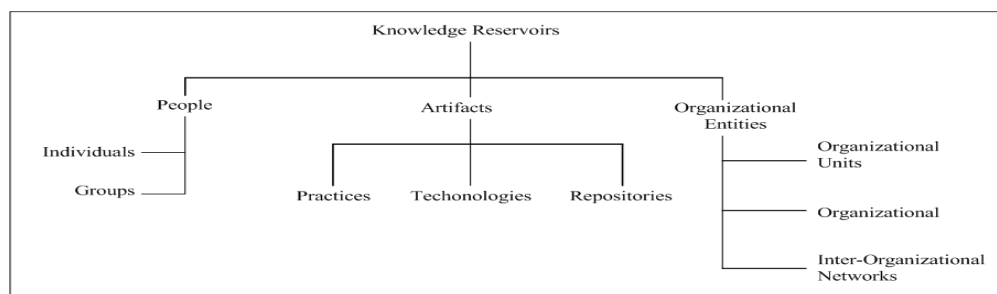 Knowledge Reservoirs
People
Artifacts
Organizational
Entities
Individuals
Groups
Practices
Techonologies
Repositories
Organizational
Units
Organizational
Inter-Organizational
Networks